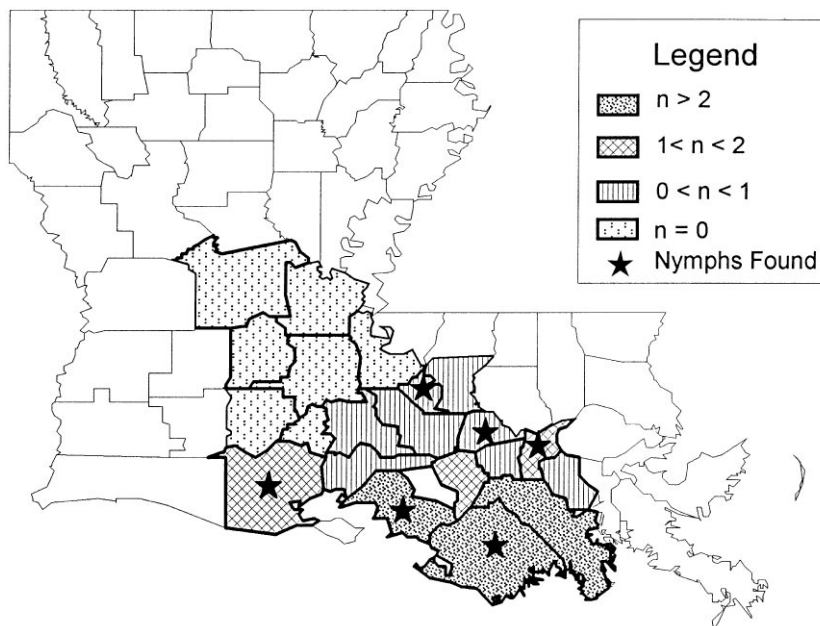 Legend
n > 2
1< n < 2
0 < n < 1
n = 0
Nymphs Found